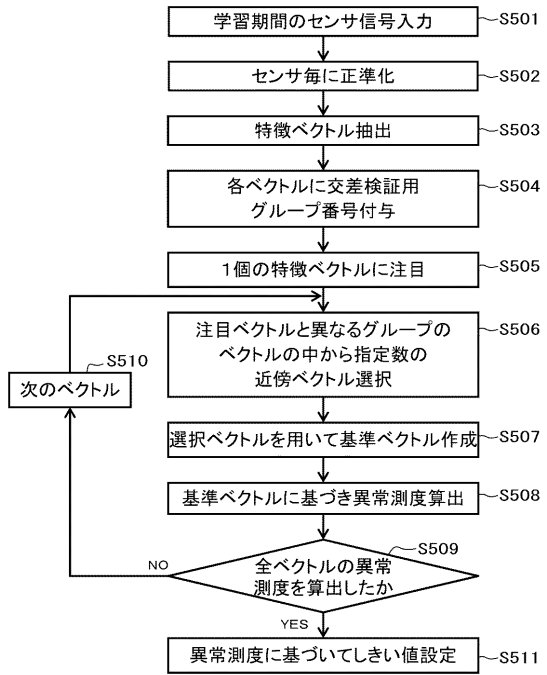 学習期間のセンサ信号入力
S501
センサ毎に正準化
S502
特徴ベクトル抽出
S503
各ベクトルに交差検証用
グループ番号付与
S504
1個の特徴ベクトルに注目
S505
注目ベクトルと異なるグループの
ベクトルの中から指定数の
近傍ベクトル選択
S506
S510
次のベクトル
選択ベクトルを用いて基準ベクトル作成
S507
基準ベクトルに基づき異常測度算出
S508
S509
全ベクトルの異常
測度を算出したか
NO
YES
異常測度に基づいてしきい値設定
S511